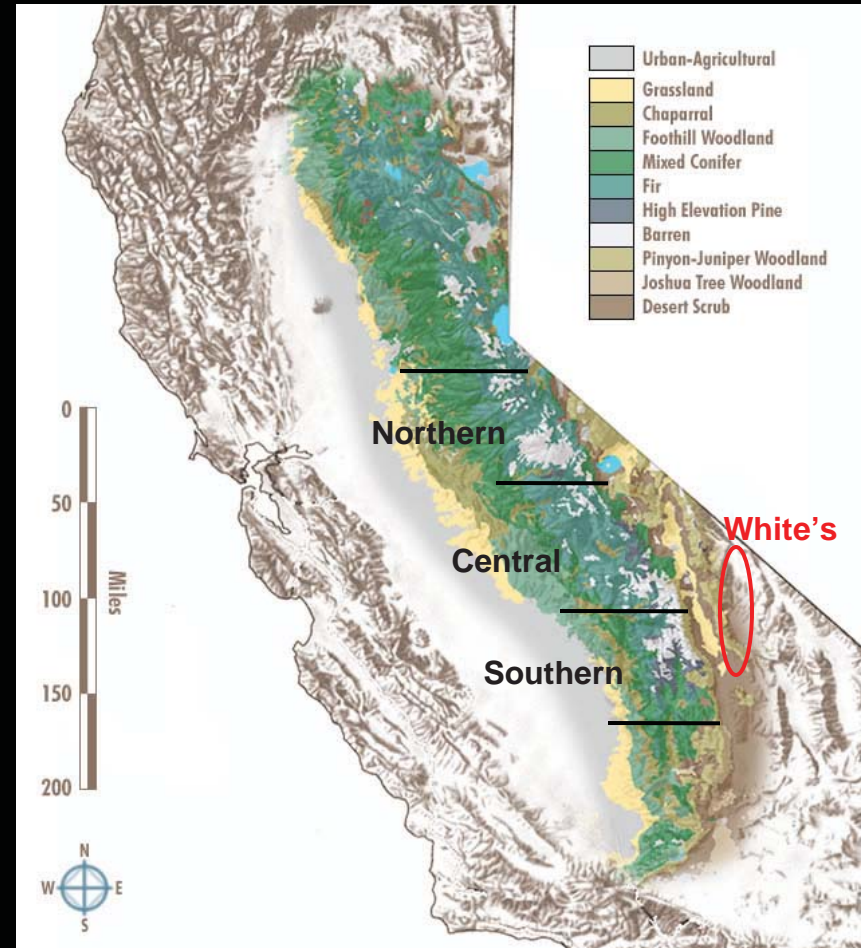 Urban-Agricultural
Grassland
Chaparral
Foothill Woodland
Mixed Conifer
Fir
High Elevation Pine
Barren
Pinyon-Juniper Woodland
Joshua Tree Woodland
Desert Scrub
Northern
Central
Southern
White's
0
50
100
150
200
Miles
N
W E
S